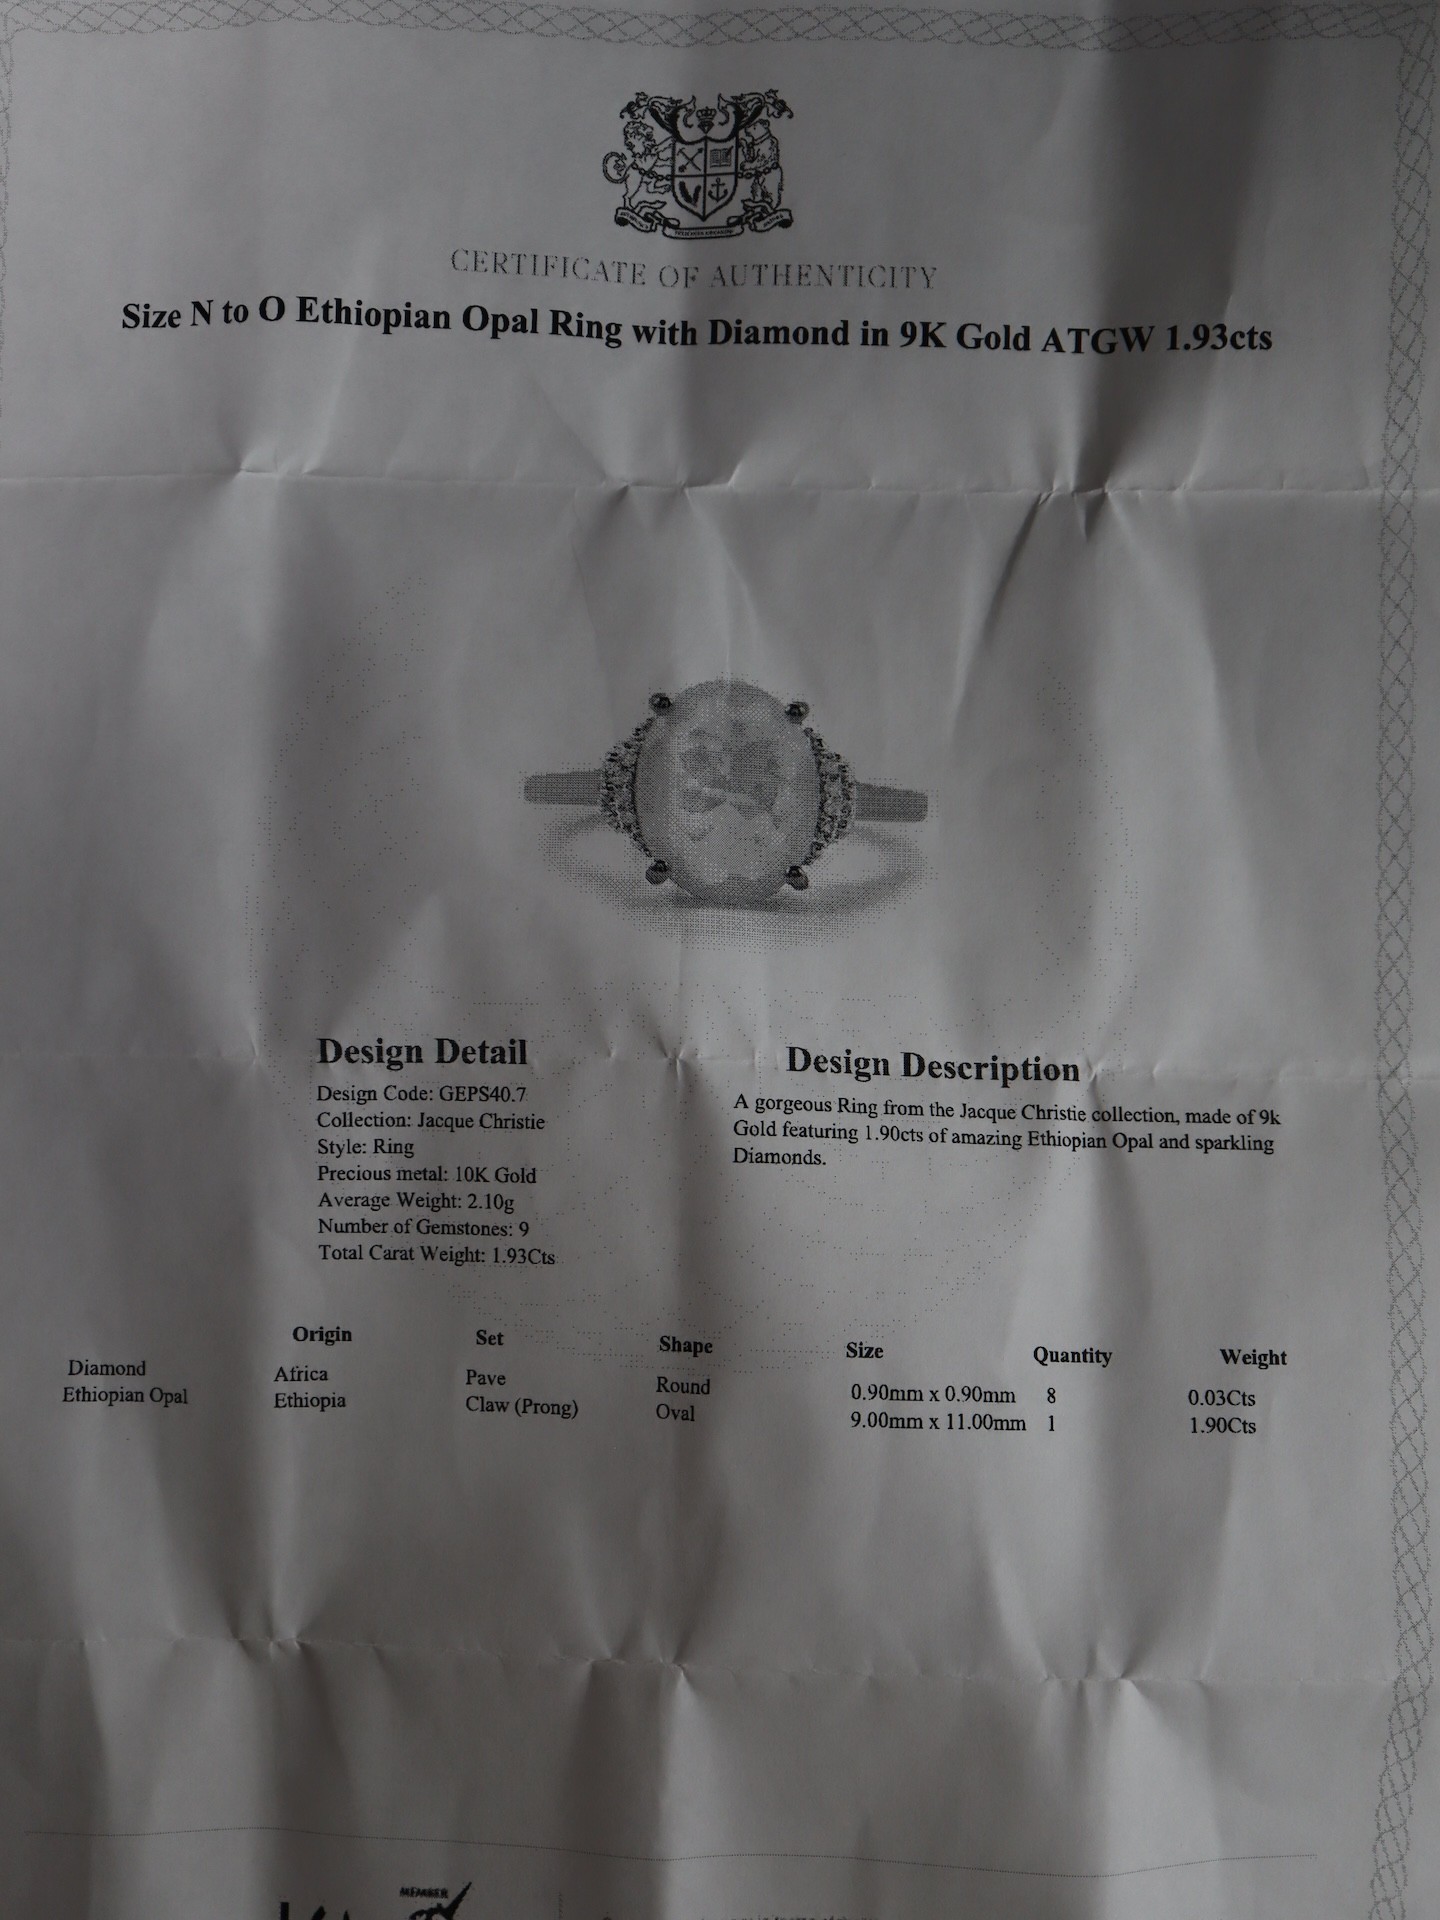 CERTIFICATE OF AUTHENTICITY
Size N to O Ethiopian Opal Ring with Diamond in 9K Gold ATGW 1.93cts
Design Detail
Design Code: GEPS40.7
Collection: Jacque Christie
Style: Ring
Precious metal: 10K Gold
Average Weight: 2.10g
Number of Gemstones: 9
Total Carat Weight: 1.93Cts
Design Description
A gorgeous Ring from the Jacque Christie collection, made of 9k
Gold featuring 1.90cts of amazing Ethiopian Opal and sparkling
Diamonds.
Origin Set Shape Size Quantity Weight
Diamond Africa Pave Round 0.90mm x 0.90mm 8 0.03Cts
Ethiopian Opal Ethiopia Claw (Prong) Oval 9.00mm x 11.00mm 1 1.90Cts
MEMBER